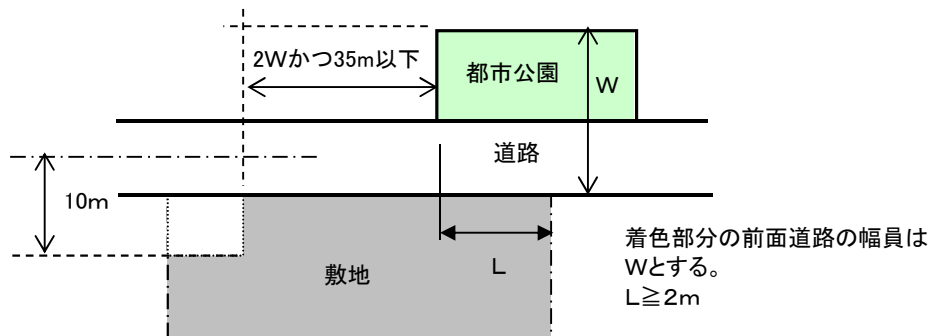 2Wかつ35m以下
都市公園
W
道路
10m
敷地
L
着色部分の前面道路の幅員は
Wとする。
L≧2m